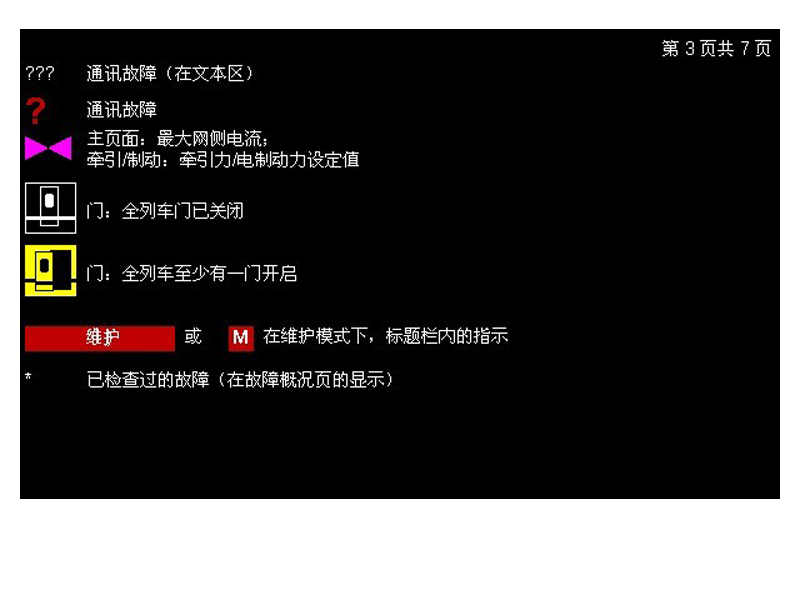 第 3 页共 7 页
??? 通讯故障（在文本区）
? 通讯故障
主页面：最大网侧电流；
牵引/制动：牵引力/电制动力设定值
门：全列车门已关闭
门：全列车至少有一门开启
维护 或 M 在维护模式下，标题栏内的指示
* 已检查过的故障（在故障概况页的显示）